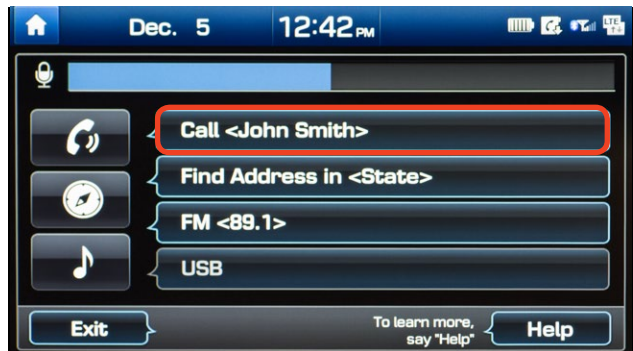 Dec. 5 12:42 PM LTE
Call <John Smith>
Find Address in <State>
FM <89.1>
USB
Exit
To learn more,
say "Help"
Help